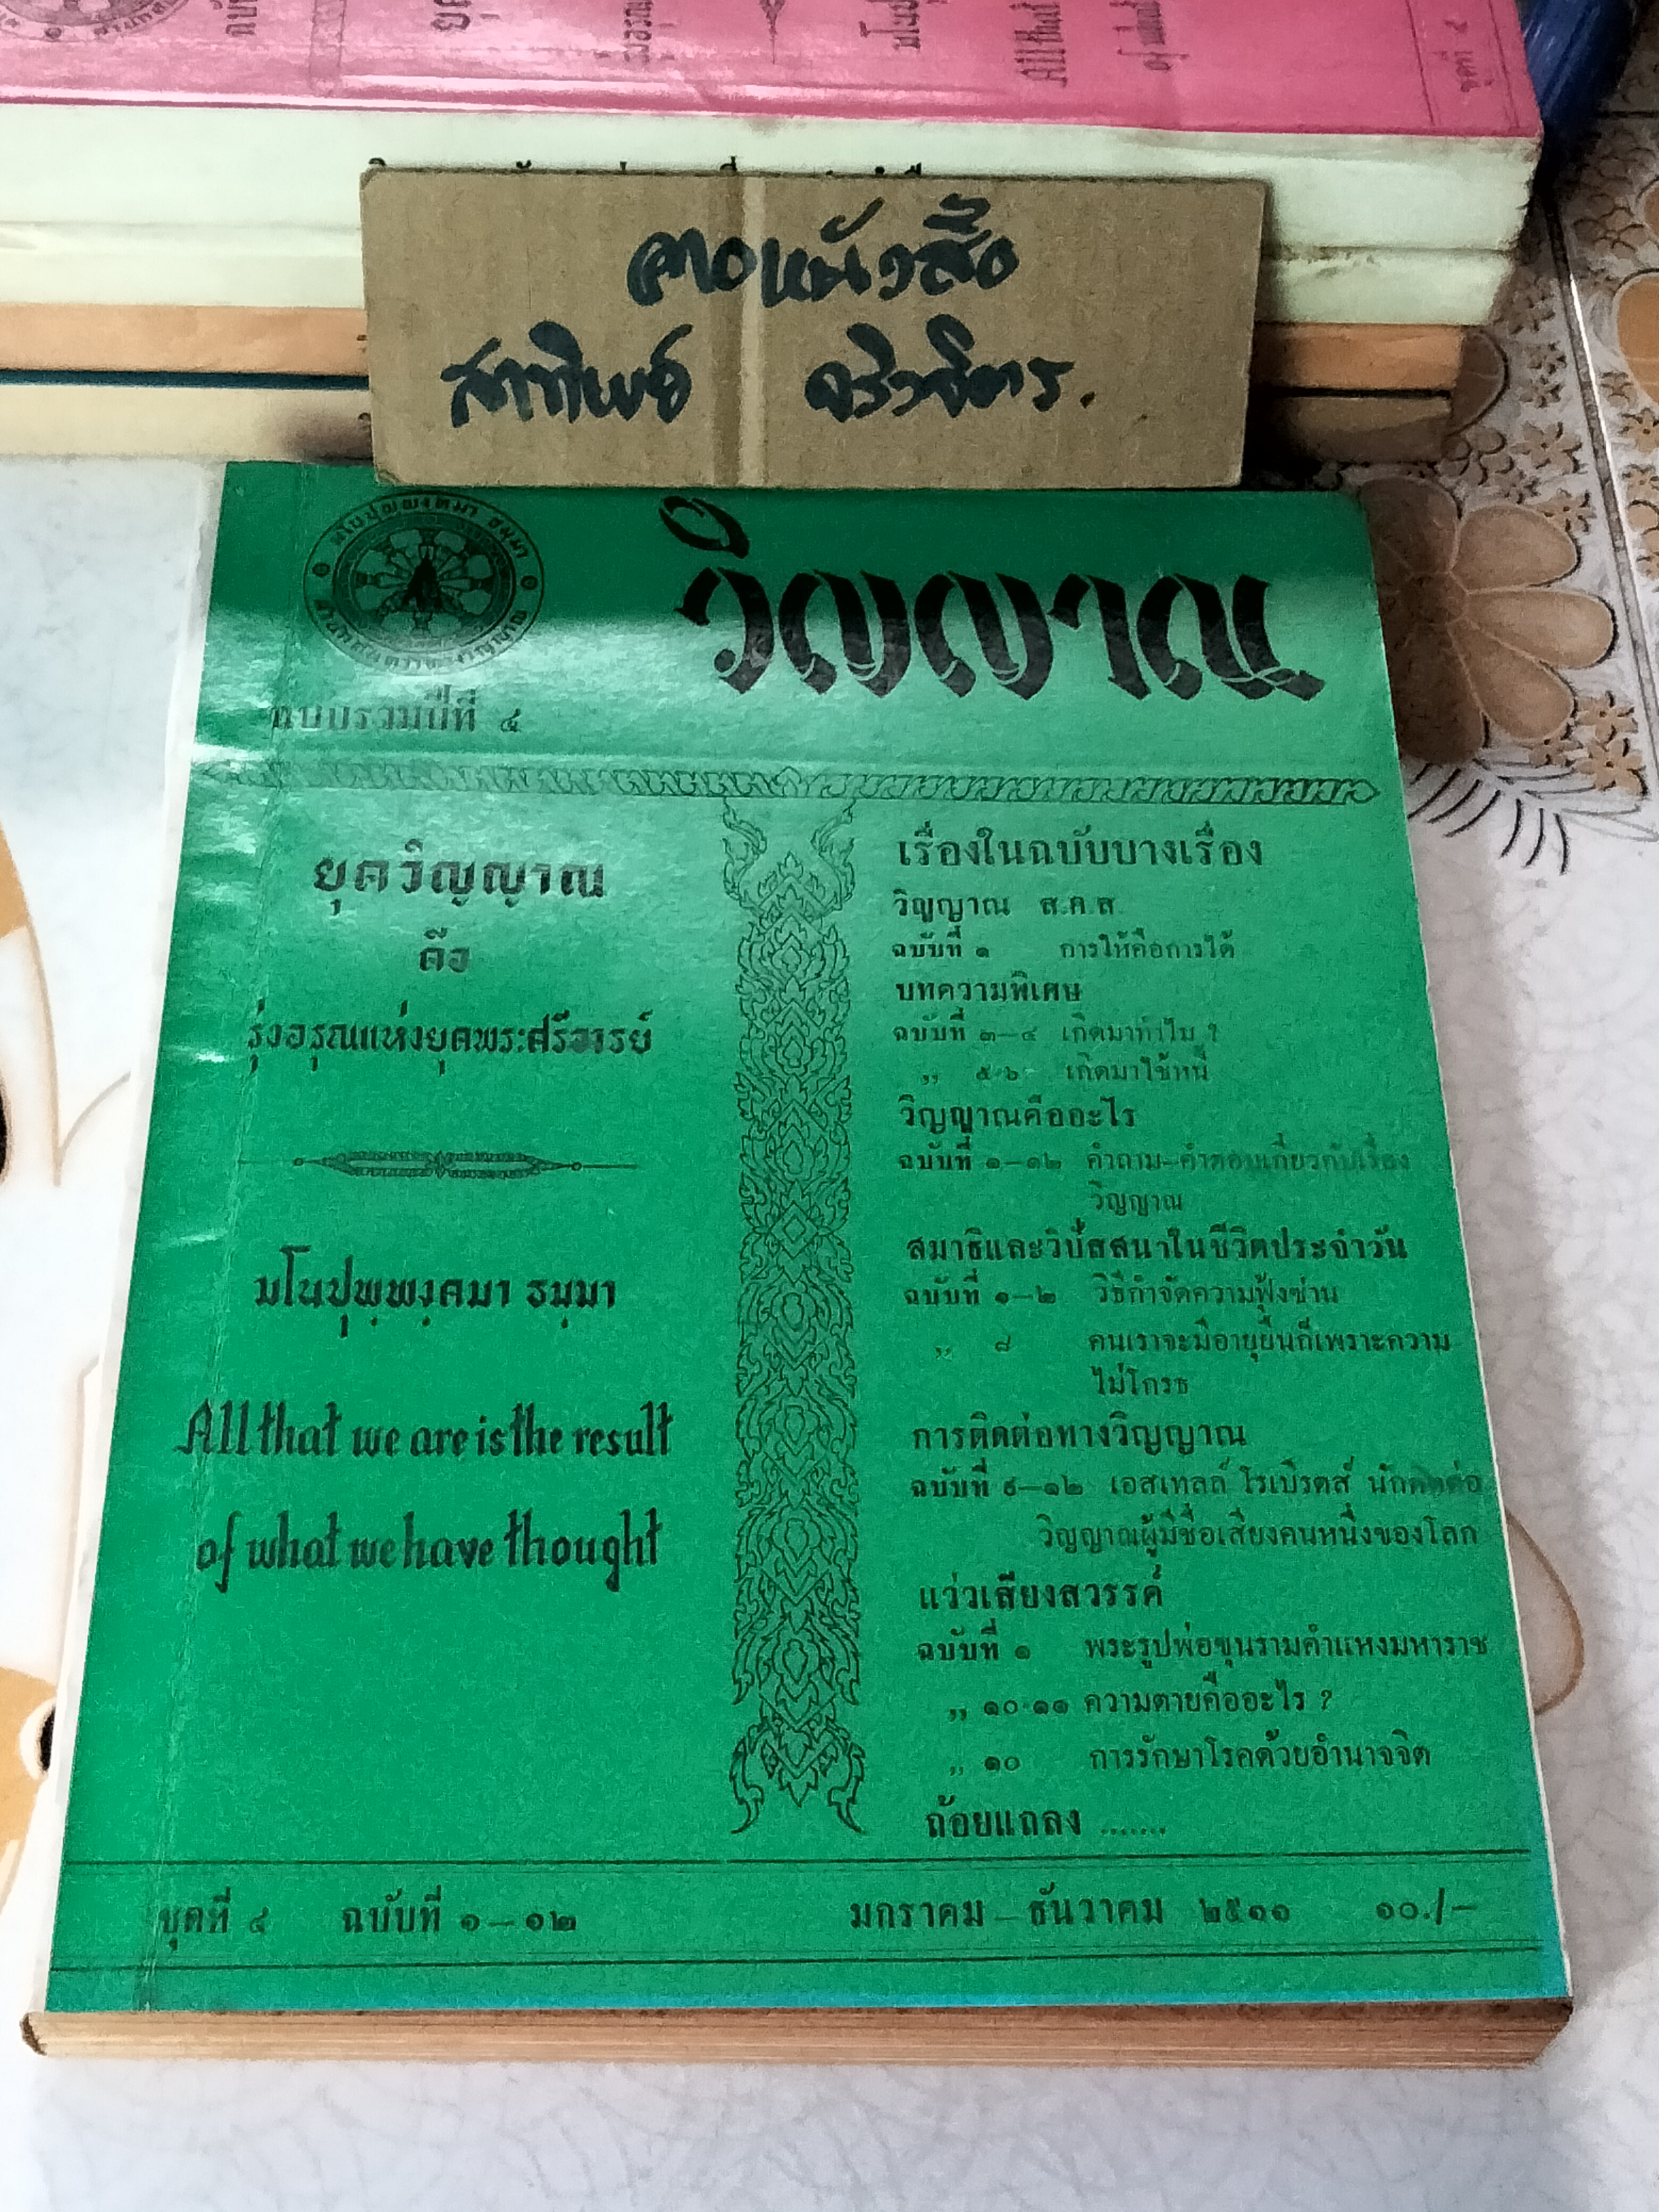 วิญญาณ
ฉบับรวมปีที่ ๔
ยุควิญญาณ
คือ
รุ่งอรุณแห่งยุคพระศรีอารย์
มโนปุพฺพงฺคมา ธมฺมา
All that we are is the result
of what we have thought
เรื่องในฉบับบางเรื่อง
วิญญาณ ส.ค.ส.
ฉบับที่ ๑ การให้คือการได้
บทความพิเศษ
ฉบับที่ ๓—๔ เกิดมาทำไม ?
,, ๕-๖ เกิดมาใช้หนี้
วิญญาณคืออะไร
ฉบับที่ ๑—๑๒ คำถาม—คำตอบเกี่ยวกับเรื่อง
วิญญาณ
สมาธิและวิปัสสนาในชีวิตประจำวัน
ฉบับที่ ๑—๒ วิธีกำจัดความฟุ้งซ่าน
,, ๘ คนเราจะมีอายุยืนก็เพราะความ
ไม่โกรธ
การติดต่อทางวิญญาณ
ฉบับที่ ๙—๑๒ เอสเทลล์ โรเบิรตส์ นักติดต่อ
วิญญาณผู้มีชื่อเสียงคนหนึ่งของโลก
แว่วเสียงสวรรค์
ฉบับที่ ๑ พระรูปพ่อขุนรามคำแหงมหาราช
,, ๑๐-๑๑ ความตายคืออะไร ?
,, ๑๐ การรักษาโรคด้วยอำนาจจิต
ถ้อยแถลง .......
ชุดที่ ๔ ฉบับที่ ๑—๑๒ มกราคม — ธันวาคม ๒๕๑๑ ๑๐./—